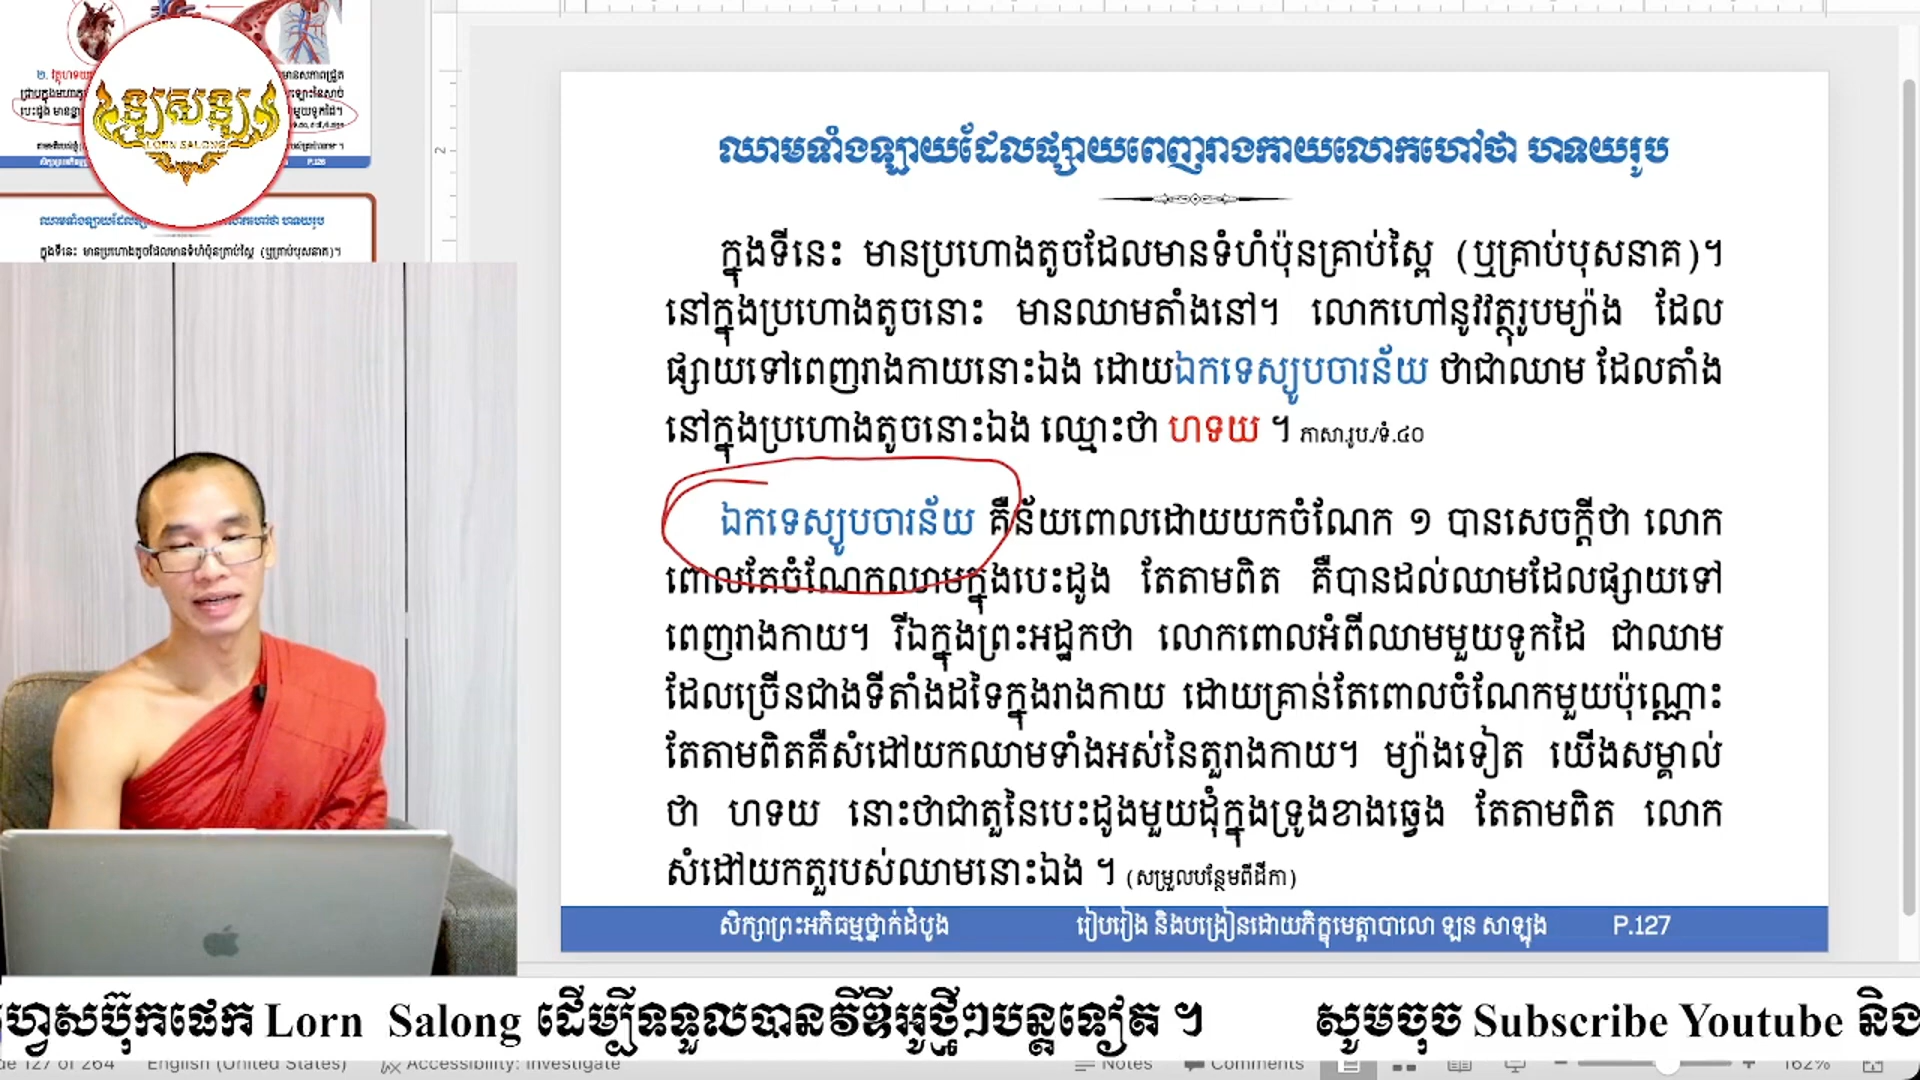 LORN SALONG
ឈាមទាំងឡាយដែលផ្សាយពេញរាងកាយលោកហៅថា ហទយរូប
ក្នុងទីនេះ មានប្រហោងតូចដែលមានទំហំប៉ុនគ្រាប់ស្ពៃ (ឬគ្រាប់បុសនាគ)។
នៅក្នុងប្រហោងតូចនោះ មានឈាមតាំងនៅ។ លោកហៅនូវវត្ថុរូបម្យ៉ាង ដែល
ផ្សាយទៅពេញរាងកាយនោះឯង ដោយឯកទេស្យូបចារន័យ ថាជាឈាម ដែលតាំង
នៅក្នុងប្រហោងតូចនោះឯង ឈ្មោះថា ហទយ ។ ភាសា.រូប./ទំ.៤០
ឯកទេស្យូបចារន័យ គឺន័យពោលដោយយកចំណែក ១ បានសេចក្ដីថា លោក
ពោលតែចំណែកឈាមក្នុងបេះដូង តែតាមពិត គឺបានដល់ឈាមដែលផ្សាយទៅ
ពេញរាងកាយ។ រីឯក្នុងព្រះអដ្ឋកថា លោកពោលអំពីឈាមមួយទូកដៃ ជាឈាម
ដែលច្រើនជាងទីតាំងដទៃក្នុងរាងកាយ ដោយគ្រាន់តែពោលចំណែកមួយប៉ុណ្ណោះ
តែតាមពិតគឺសំដៅយកឈាមទាំងអស់នៃតួរាងកាយ។ ម្យ៉ាងទៀត យើងសម្គាល់
ថា ហទយ នោះថាជាតួនៃបេះដូងមួយដុំក្នុងទ្រូងខាងឆ្វេង តែតាមពិត លោក
សំដៅយកតួរបស់ឈាមនោះឯង ។ (សម្រួលបន្ថែមពីដីកា)
សិក្សាព្រះអភិធម្មថ្នាក់ដំបូង រៀបរៀង និងបង្រៀនដោយភិក្ខុមេត្តាបាលោ ឡន សាឡុង P.127
ហ្វេសប៊ុកផេក Lorn Salong ដើម្បីទទួលបានវីឌីអូថ្មីៗបន្តទៀត ។ សូមចុច Subscribe Youtube និង
127 of 264 English (United States) Accessibility: Investigate Notes Comments 162%